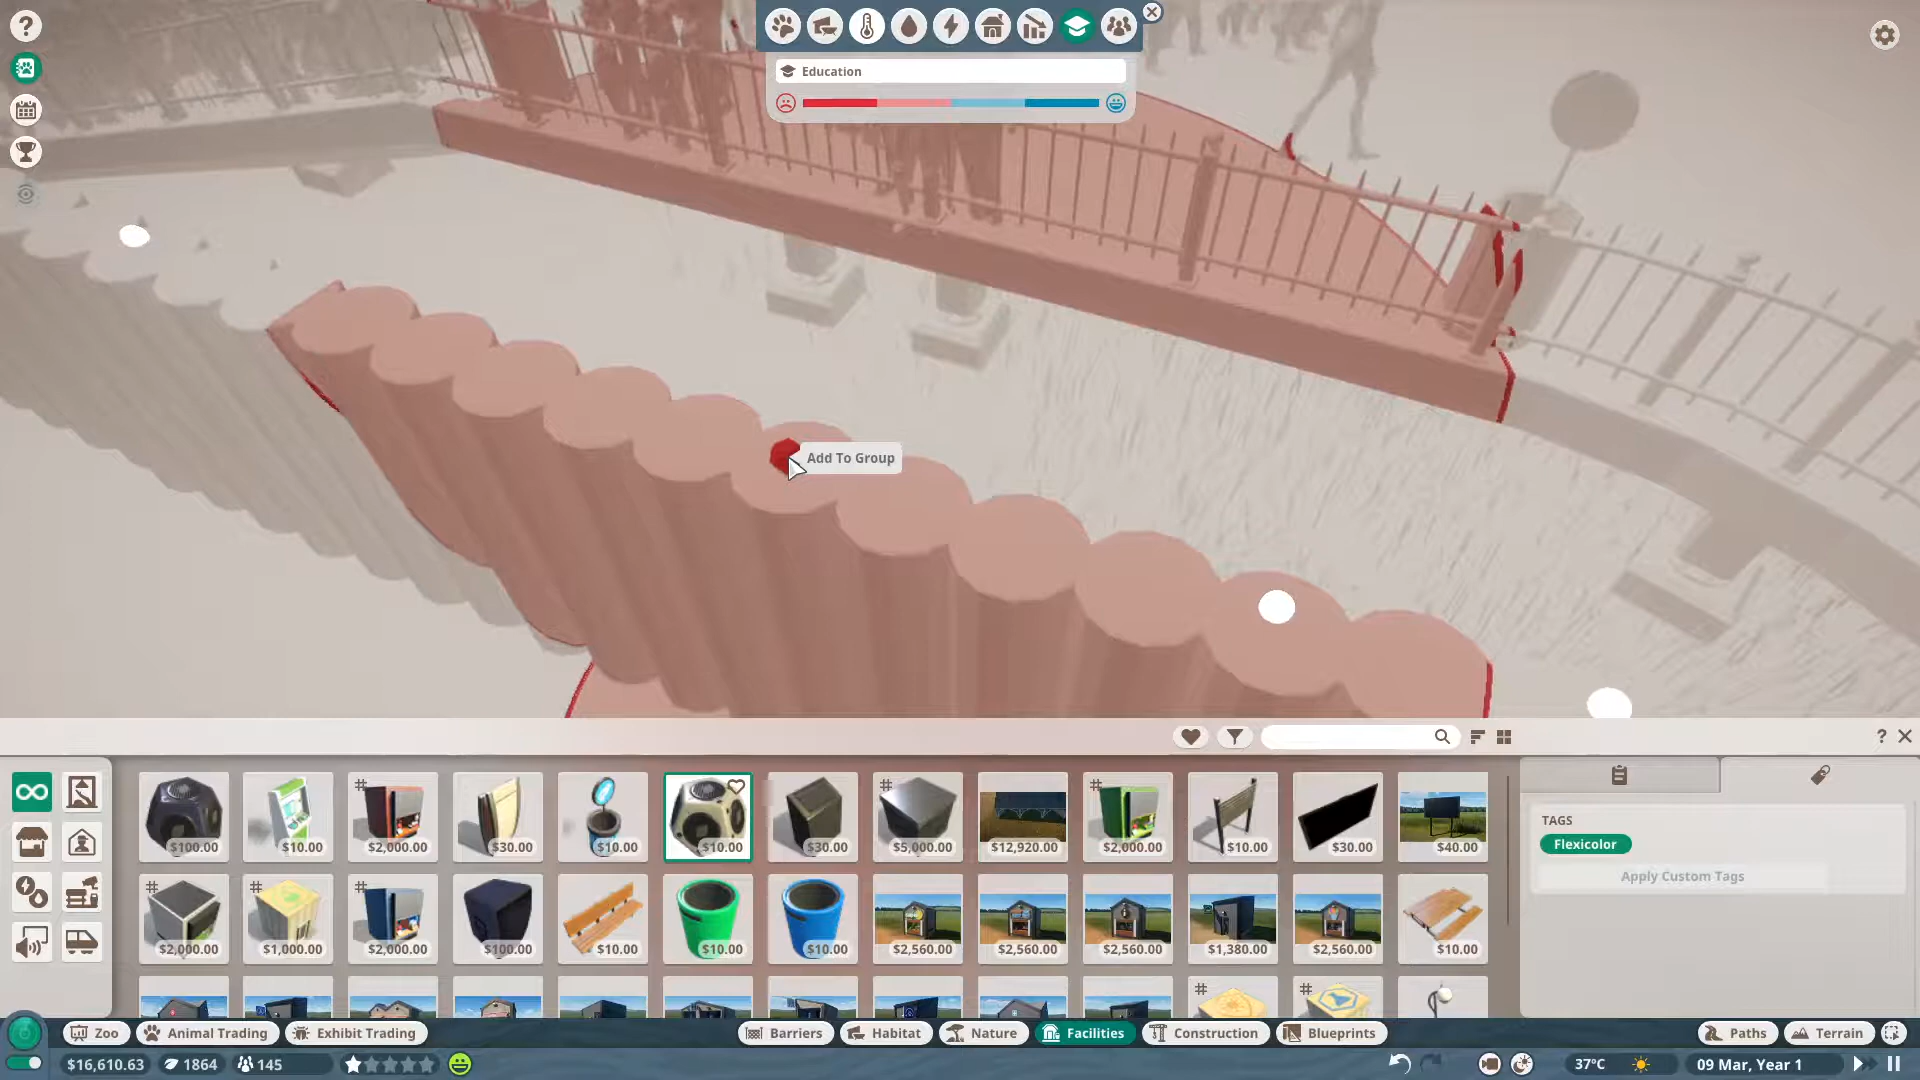 ?
Education
Add To Group
? 
$100.00 $10.00 # $2,000.00 $30.00 $10.00 $10.00 $30.00 # $5,000.00 $12,920.00 # $2,000.00 $10.00 $30.00 $40.00
TAGS
Flexicolor
Apply Custom Tags
# $2,000.00 # $1,000.00 # $2,000.00 $100.00 $10.00 $10.00 $10.00 $2,560.00 $2,560.00 $2,560.00 $1,380.00 $2,560.00 $10.00
# #
Zoo Animal Trading Exhibit Trading Barriers Habitat Nature Facilities Construction Blueprints Paths Terrain
$16,610.63 1864 145 37°C 09 Mar, Year 1